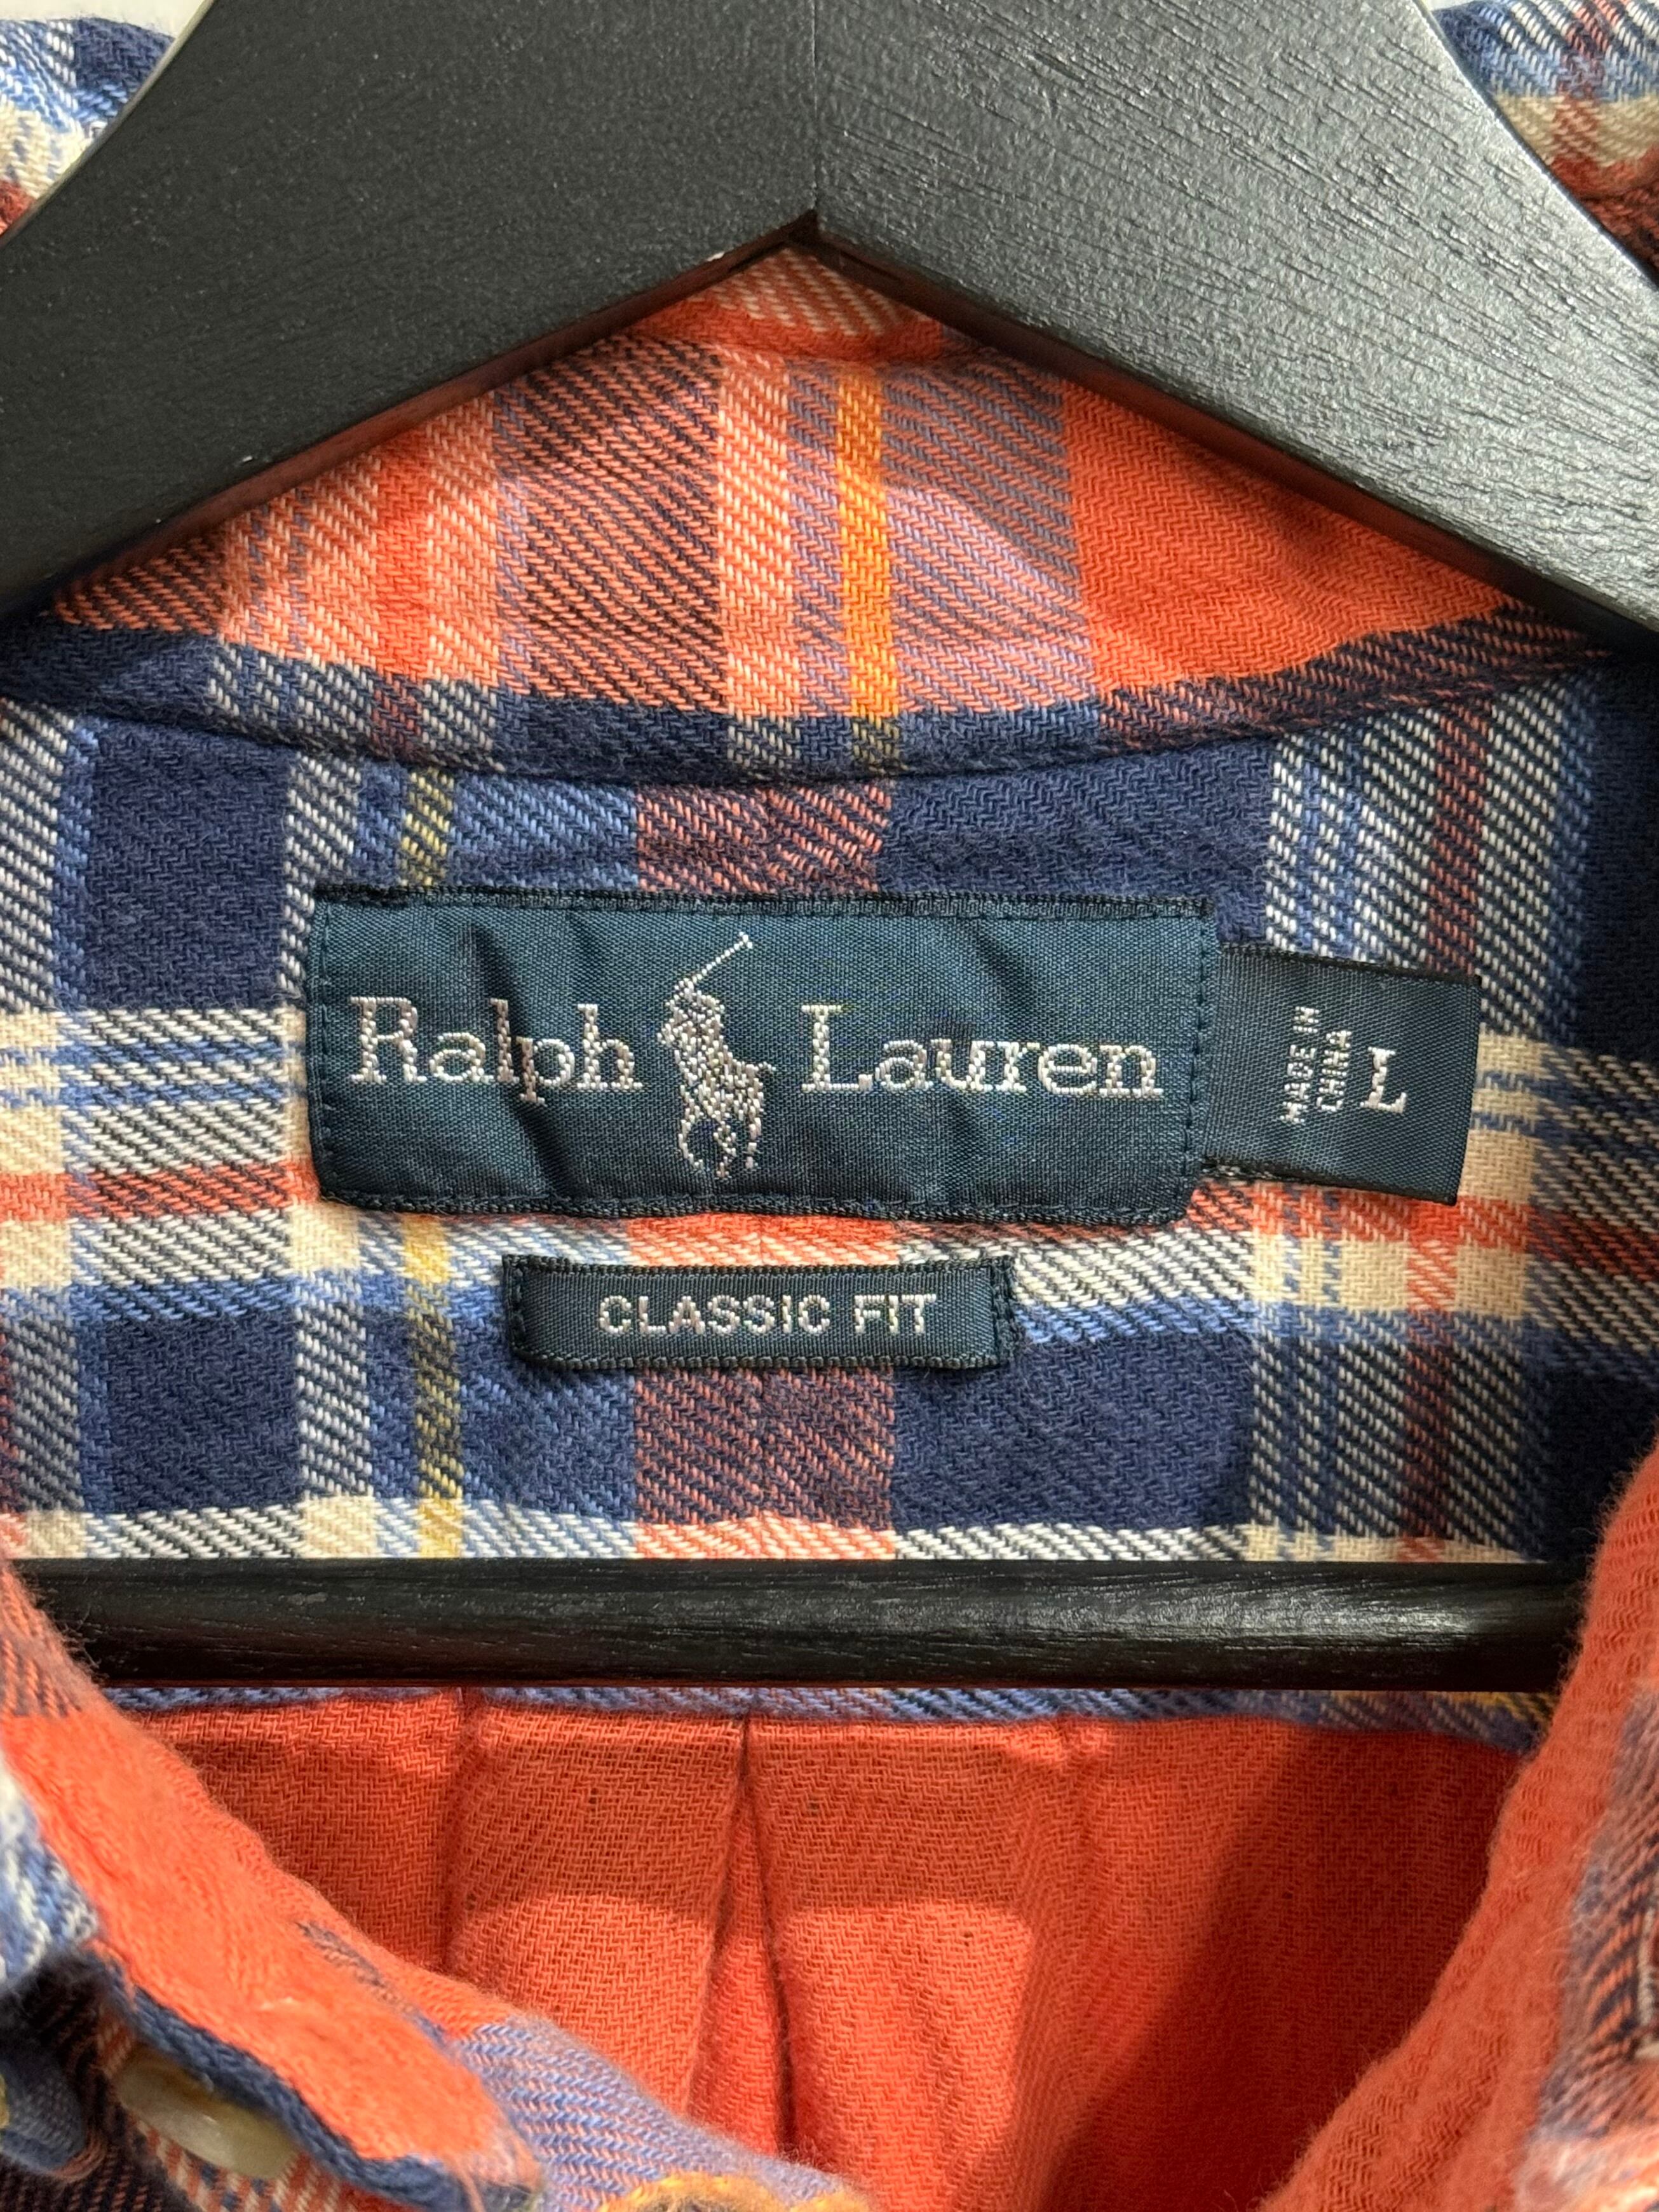 Ralph Lauren
MADE IN
CHINA
L
CLASSIC FIT